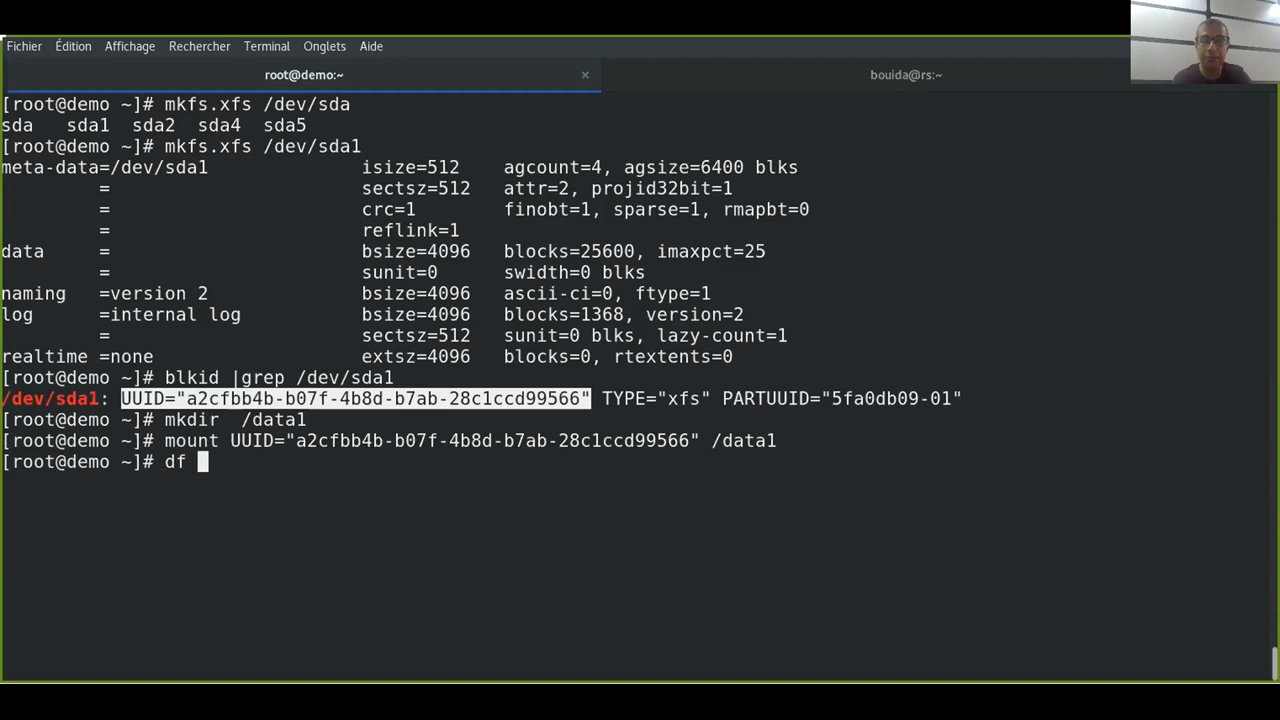 Fichier Édition Affichage Rechercher Terminal Onglets Aide
root@demo:~ × bouida@rs:~
[root@demo ~]# mkfs.xfs /dev/sda
sda sda1 sda2 sda4 sda5
[root@demo ~]# mkfs.xfs /dev/sda1
meta-data=/dev/sda1 isize=512 agcount=4, agsize=6400 blks
= sectsz=512 attr=2, projid32bit=1
= crc=1 finobt=1, sparse=1, rmapbt=0
= reflink=1
data = bsize=4096 blocks=25600, imaxpct=25
= sunit=0 swidth=0 blks
naming =version 2 bsize=4096 ascii-ci=0, ftype=1
log =internal log bsize=4096 blocks=1368, version=2
= sectsz=512 sunit=0 blks, lazy-count=1
realtime =none extsz=4096 blocks=0, rtextents=0
[root@demo ~]# blkid |grep /dev/sda1
/dev/sda1: UUID="a2cfbb4b-b07f-4b8d-b7ab-28c1ccd99566" TYPE="xfs" PARTUUID="5fa0db09-01"
[root@demo ~]# mkdir /data1
[root@demo ~]# mount UUID="a2cfbb4b-b07f-4b8d-b7ab-28c1ccd99566" /data1
[root@demo ~]# df